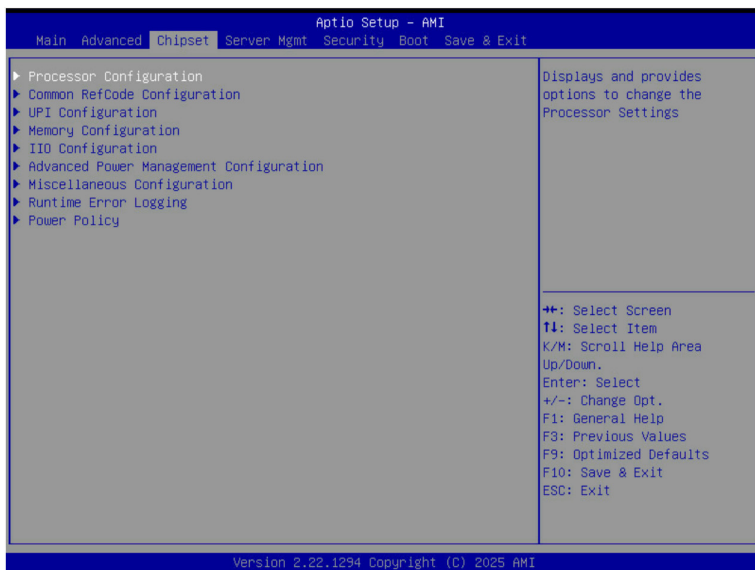 Aptio Setup – AMI
Main Advanced Chipset Server Mgmt Security Boot Save & Exit
▶ Processor Configuration
▶ Common RefCode Configuration
▶ UPI Configuration
▶ Memory Configuration
▶ IIO Configuration
▶ Advanced Power Management Configuration
▶ Miscellaneous Configuration
▶ Runtime Error Logging
▶ Power Policy
Displays and provides
options to change the
Processor Settings
→←: Select Screen
↑↓: Select Item
K/M: Scroll Help Area
Up/Down.
Enter: Select
+/-: Change Opt.
F1: General Help
F3: Previous Values
F9: Optimized Defaults
F10: Save & Exit
ESC: Exit
Version 2.22.1294 Copyright (C) 2025 AMI